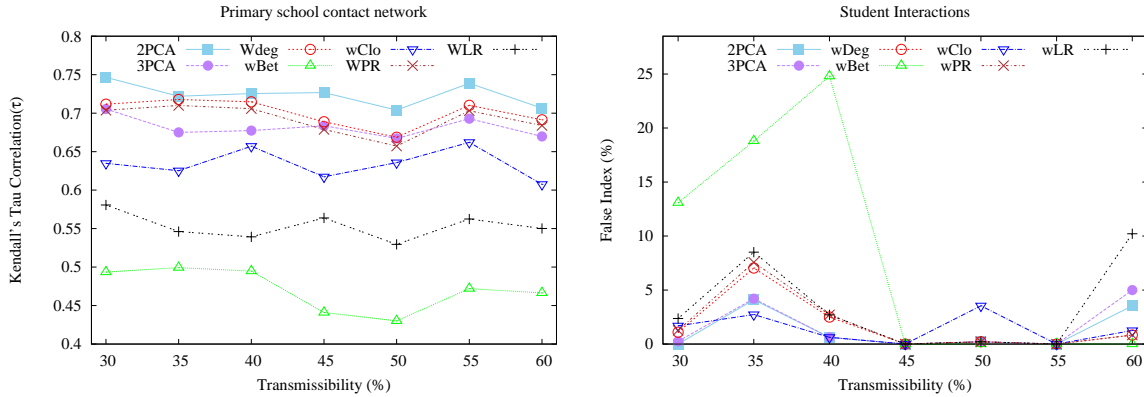 Primary school contact network
Kendall's Tau Correlation(τ)
0.8
0.75
0.7
0.65
0.6
0.55
0.5
0.45
0.4
2PCA Wdeg wClo WLR
3PCA wBet WPR
30 35 40 45 50 55 60
Transmissibility (%)
Student Interactions
False Index (%)
25
20
15
10
5
0
2PCA wDeg wClo wLR
3PCA wBet wPR
30 35 40 45 50 55 60
Transmissibility (%)